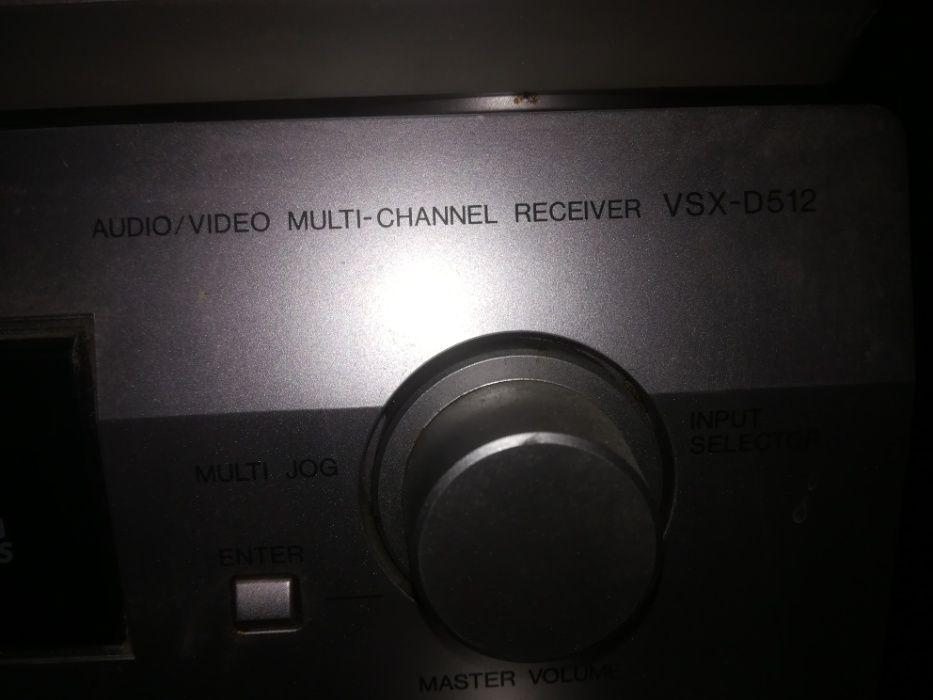 AUDIO/VIDEO MULTI-CHANNEL RECEIVER VSX-D512
INPUT
SELECTOR
MULTI JOG
ENTER
MASTER VOLUME